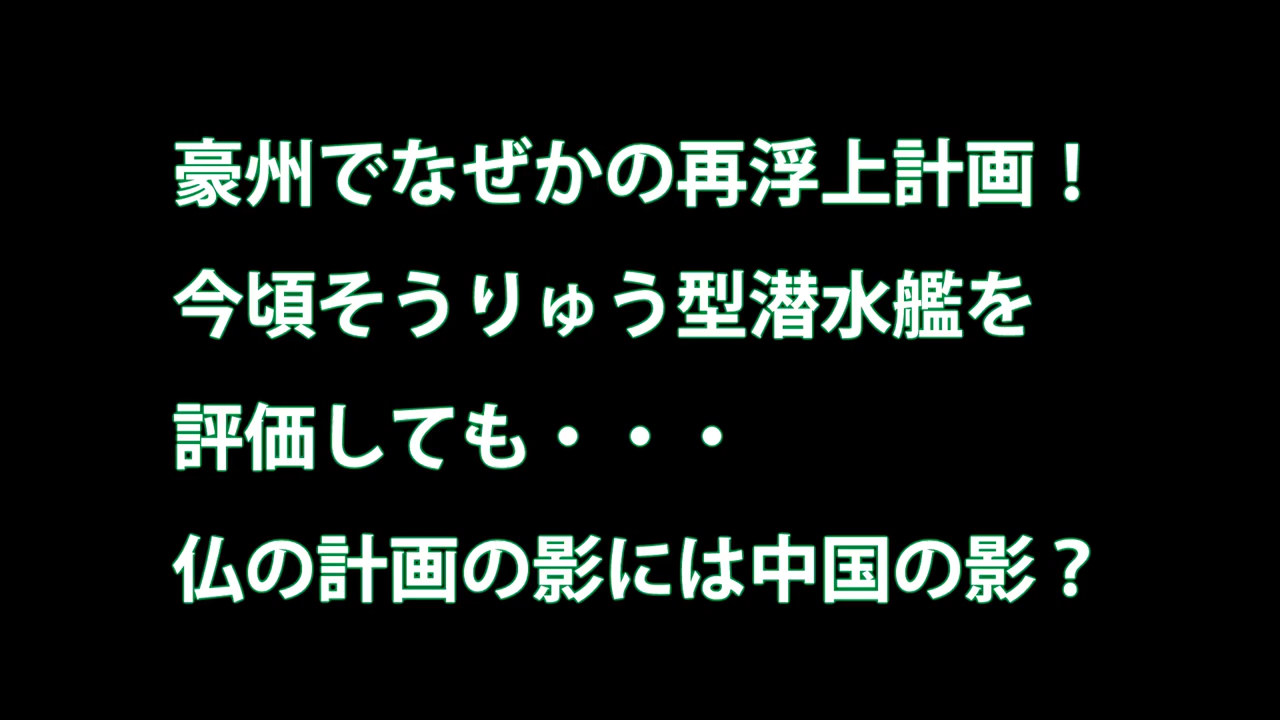 豪州でなぜかの再浮上計画！
今頃そうりゅう型潜水艦を
評価しても・・・
仏の計画の影には中国の影？